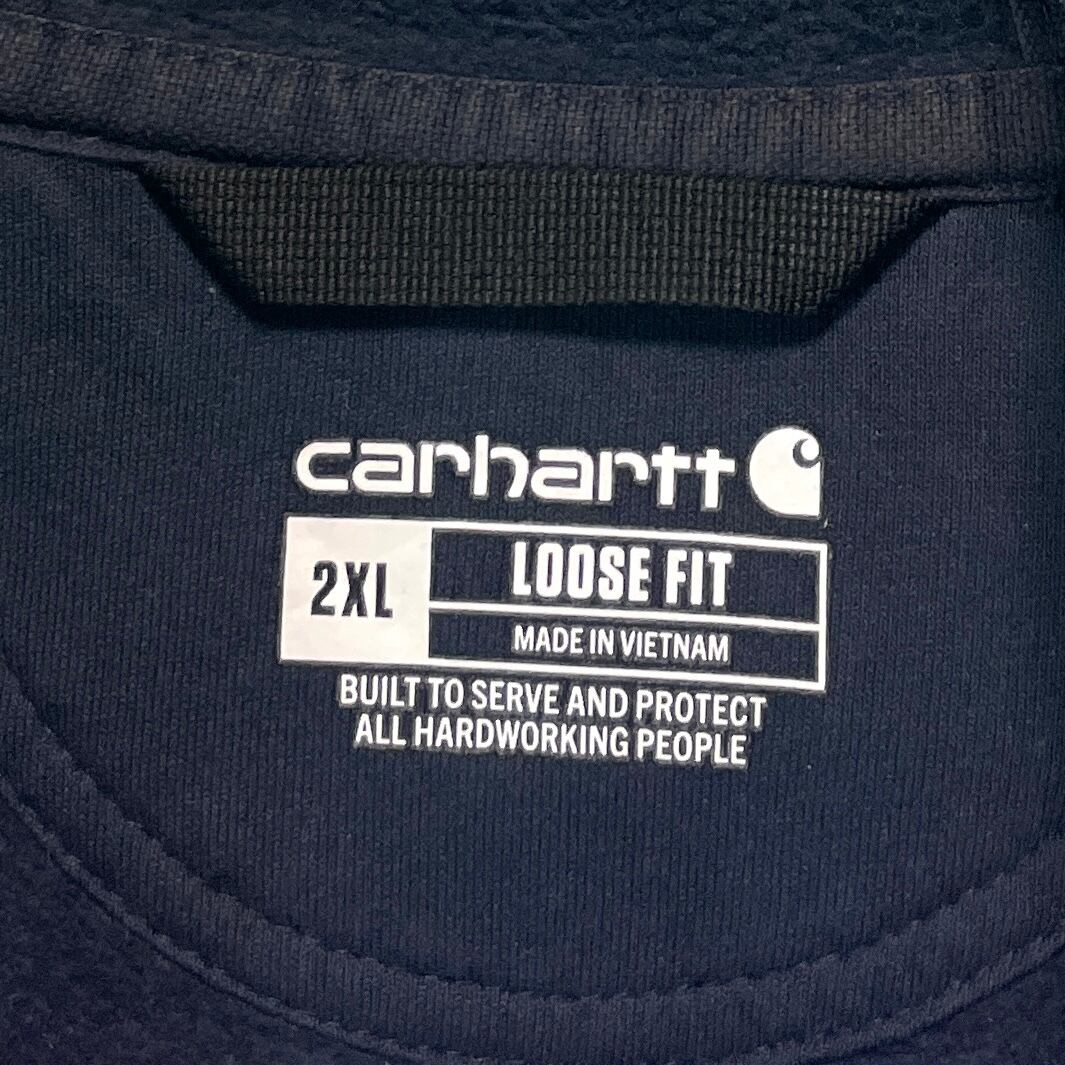 carhartt
2XL
LOOSE FIT
MADE IN VIETNAM
BUILT TO SERVE AND PROTECT
ALL HARDWORKING PEOPLE